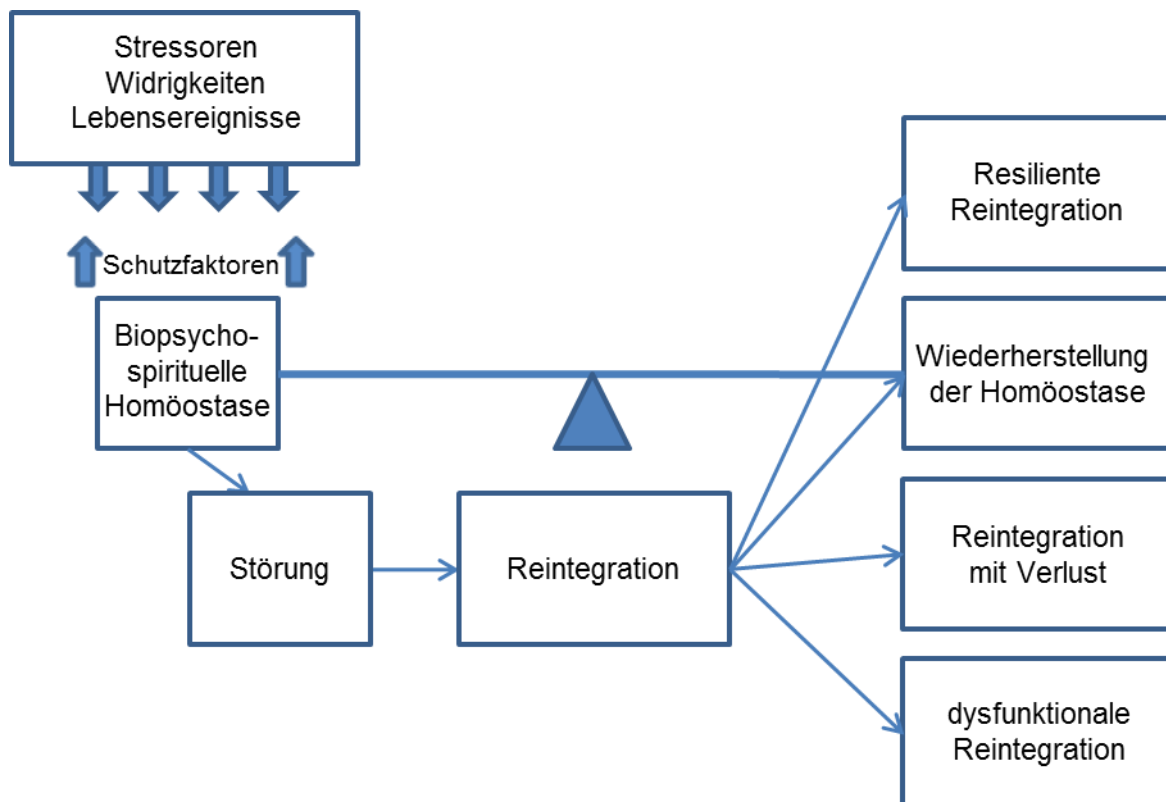 Stressoren
Widrigkeiten
Lebensereignisse
Schutzfaktoren
Biopsycho-
spirituelle
Homöostase
Störung
Reintegration
Resiliente
Reintegration
Wiederherstellung
der Homöostase
Reintegration
mit Verlust
dysfunktionale
Reintegration